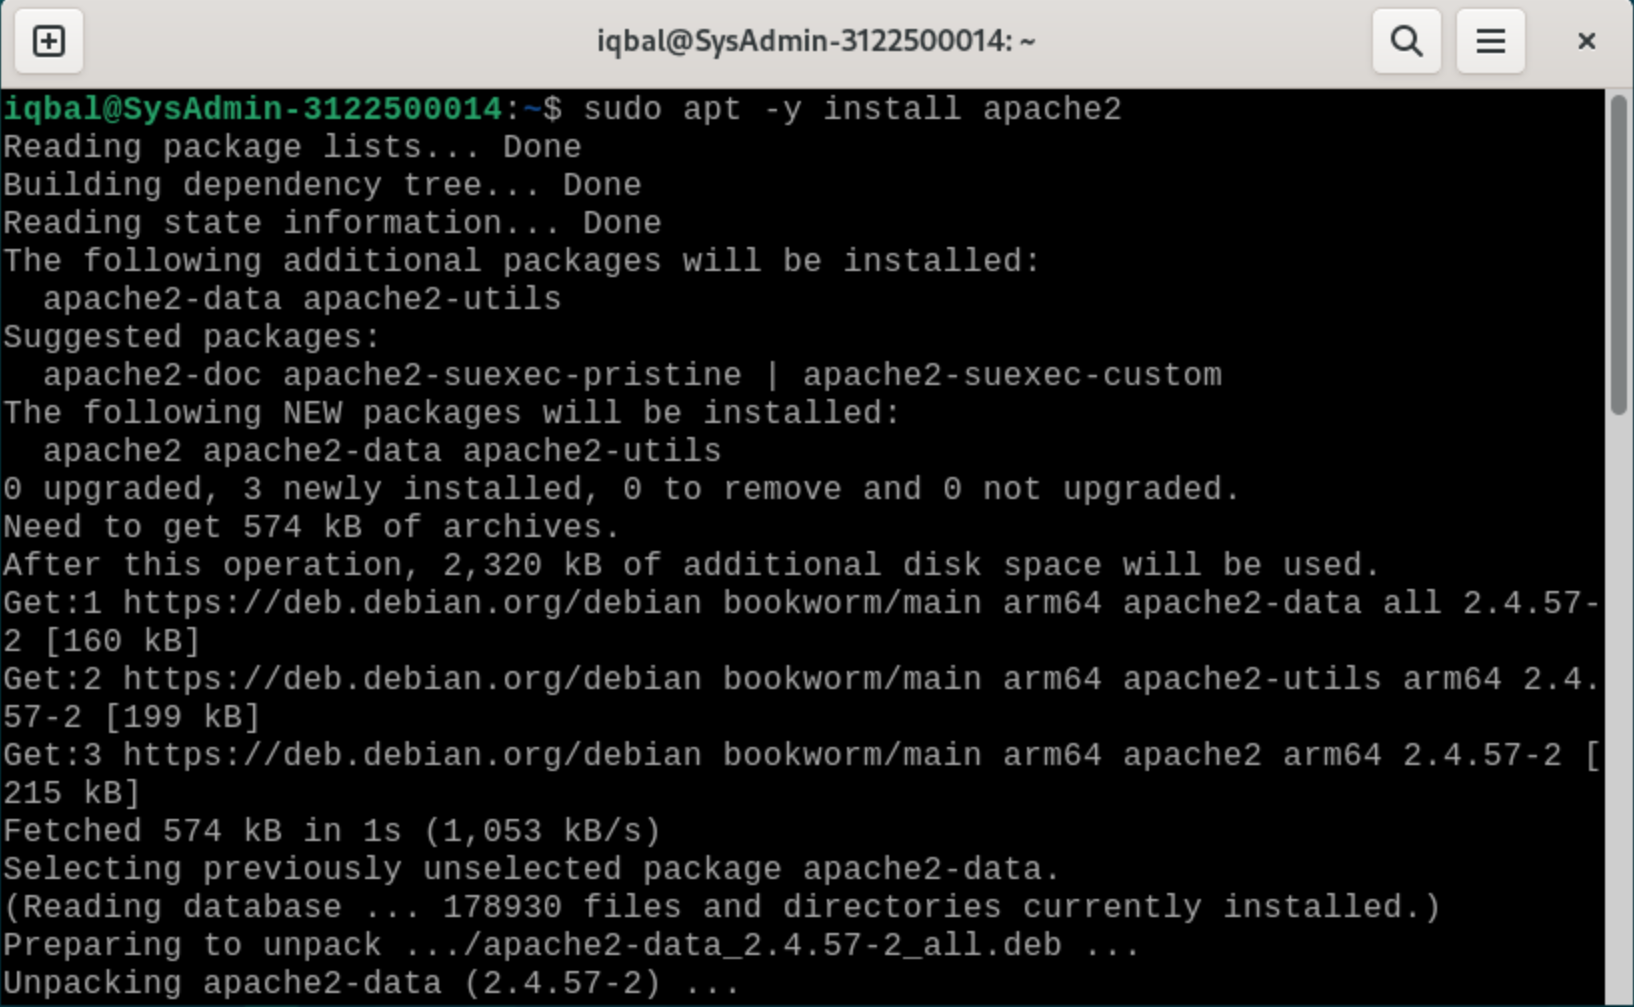 iqbal@SysAdmin-3122500014: ~
iqbal@SysAdmin-3122500014:~$ sudo apt -y install apache2
Reading package lists... Done
Building dependency tree... Done
Reading state information... Done
The following additional packages will be installed:
  apache2-data apache2-utils
Suggested packages:
  apache2-doc apache2-suexec-pristine | apache2-suexec-custom
The following NEW packages will be installed:
  apache2 apache2-data apache2-utils
0 upgraded, 3 newly installed, 0 to remove and 0 not upgraded.
Need to get 574 kB of archives.
After this operation, 2,320 kB of additional disk space will be used.
Get:1 https://deb.debian.org/debian bookworm/main arm64 apache2-data all 2.4.57-
2 [160 kB]
Get:2 https://deb.debian.org/debian bookworm/main arm64 apache2-utils arm64 2.4.
57-2 [199 kB]
Get:3 https://deb.debian.org/debian bookworm/main arm64 apache2 arm64 2.4.57-2 [
215 kB]
Fetched 574 kB in 1s (1,053 kB/s)
Selecting previously unselected package apache2-data.
(Reading database ... 178930 files and directories currently installed.)
Preparing to unpack .../apache2-data_2.4.57-2_all.deb ...
Unpacking apache2-data (2.4.57-2) ...